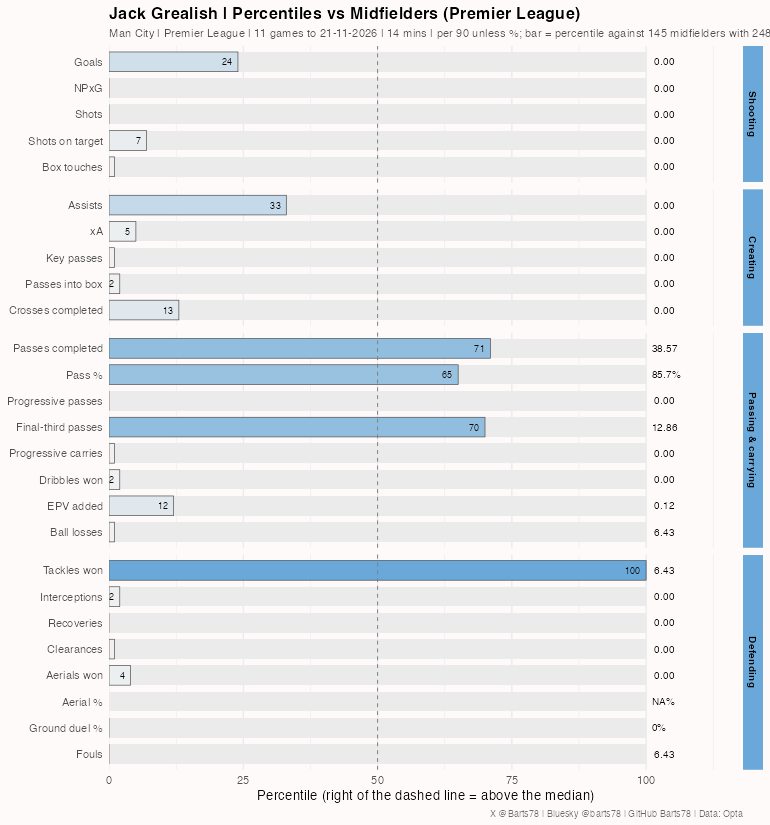 Jack Grealish | Percentiles vs Midfielders (Premier League)
Man City | Premier League | 11 games to 21-11-2026 | 14 mins | per 90 unless %; bar = percentile against 145 midfielders with 248
Goals 24 0.00
NPxG 0.00
Shots 0.00
Shots on target 7 0.00
Box touches 0.00
Shooting
Assists 33 0.00
xA 5 0.00
Key passes 0.00
Passes into box 2 0.00
Crosses completed 13 0.00
Creating
Passes completed 71 38.57
Pass % 65 85.7%
Progressive passes 0.00
Final-third passes 70 12.86
Progressive carries 0.00
Dribbles won 2 0.00
EPV added 12 0.12
Ball losses 6.43
Passing & carrying
Tackles won 100 6.43
Interceptions 2 0.00
Recoveries 0.00
Clearances 0.00
Aerials won 4 0.00
Aerial % NA%
Ground duel % 0%
Fouls 6.43
Defending
0 25 50 75 100
Percentile (right of the dashed line = above the median)
X @Barts78 | Bluesky @barts78 | GitHub Barts78 | Data: Opta